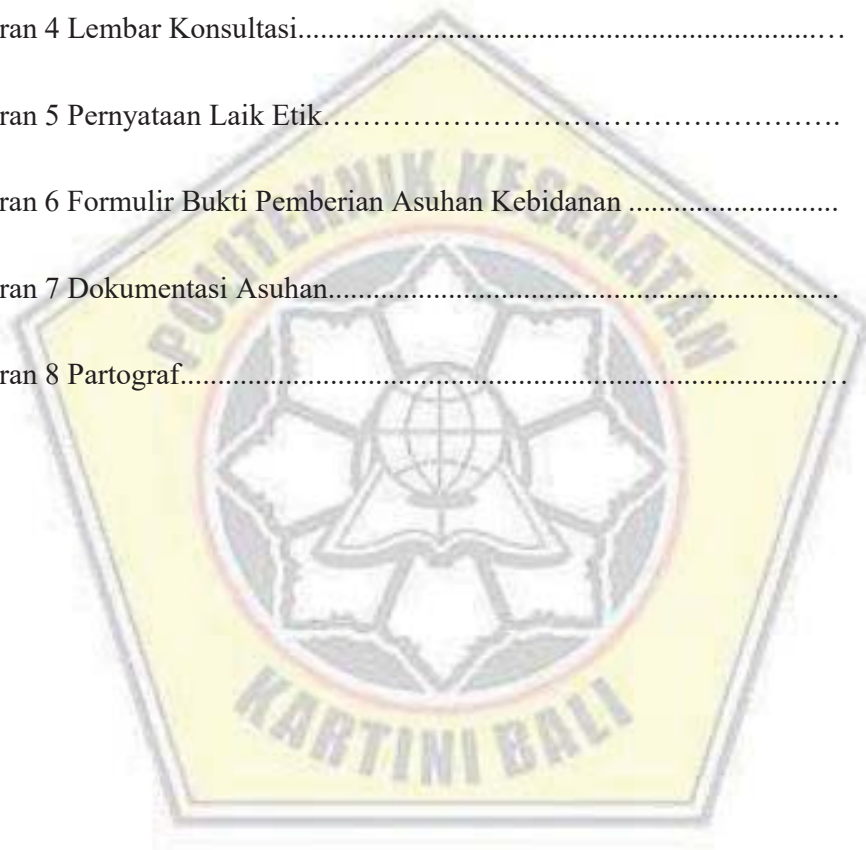 ran 4 Lembar Konsultasi......................................................................…
ran 5 Pernyataan Laik Etik…………………………………………….
ran 6 Formulir Bukti Pemberian Asuhan Kebidanan ...........................
ran 7 Dokumentasi Asuhan....................................................................
ran 8 Partograf......................................................................................…
POLITEKNIK KESEHATAN
KARTINI BALI